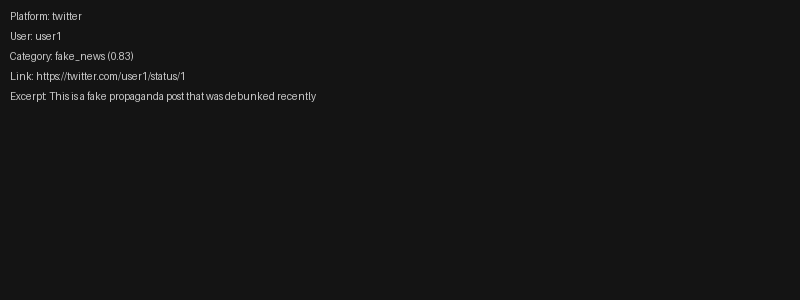 Platform: twitter
User: user1
Category: fake_news (0.83)
Link: https://twitter.com/user1/status/1
Excerpt: This is a fake propaganda post that was debunked recently